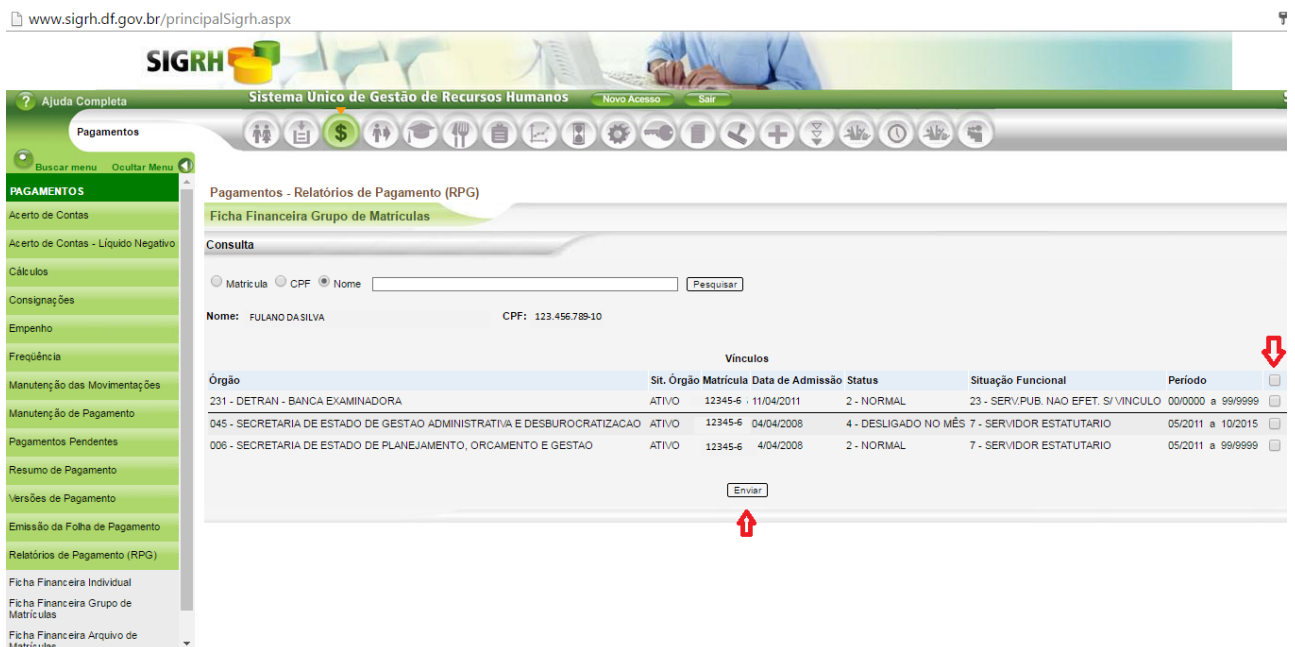 www.sigrh.df.gov.br/principalSigrh.aspx
SIGRH
Ajuda Completa
Sistema Unico de Gestão de Recursos Humanos
Novo Acesso
Sair
Pagamentos
Buscar menu Ocultar Menu
PAGAMENTOS
Acerto de Contas
Acerto de Contas - Líquido Negativo
Cálculos
Consignações
Empenho
Freqüência
Manutenção das Movimentações
Manutenção de Pagamento
Pagamentos Pendentes
Resumo de Pagamento
Versões de Pagamento
Emissão da Folha de Pagamento
Relatórios de Pagamento (RPG)
Ficha Financeira Individual
Ficha Financeira Grupo de
Matrículas
Ficha Financeira Arquivo de
Matrículas
Pagamentos - Relatórios de Pagamento (RPG)
Ficha Financeira Grupo de Matrículas
Consulta
Matrícula CPF Nome Pesquisar
Nome: FULANO DA SILVA CPF: 123.456.789-10
Vínculos
Órgão Sit. Órgão Matrícula Data de Admissão Status Situação Funcional Período
231 - DETRAN - BANCA EXAMINADORA ATIVO 12345-6 11/04/2011 2 - NORMAL 23 - SERV.PUB. NAO EFET. S/ VINCULO 00/0000 a 99/9999
045 - SECRETARIA DE ESTADO DE GESTAO ADMINISTRATIVA E DESBUROCRATIZACAO ATIVO 12345-6 04/04/2008 4 - DESLIGADO NO MÊS 7 - SERVIDOR ESTATUTARIO 05/2011 a 10/2015
006 - SECRETARIA DE ESTADO DE PLANEJAMENTO, ORCAMENTO E GESTAO ATIVO 12345-6 4/04/2008 2 - NORMAL 7 - SERVIDOR ESTATUTARIO 05/2011 a 99/9999
Enviar